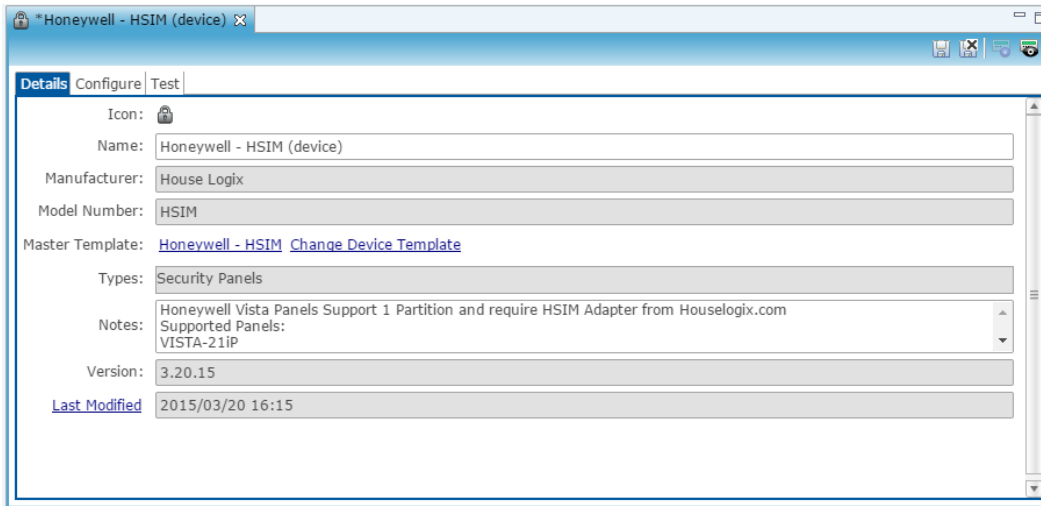 *Honeywell - HSIM (device)
Details Configure Test
Icon:
Name: Honeywell - HSIM (device)
Manufacturer: House Logix
Model Number: HSIM
Master Template: Honeywell - HSIM Change Device Template
Types: Security Panels
Notes: Honeywell Vista Panels Support 1 Partition and require HSIM Adapter from Houselogix.com
Supported Panels:
VISTA-21iP
Version: 3.20.15
Last Modified 2015/03/20 16:15